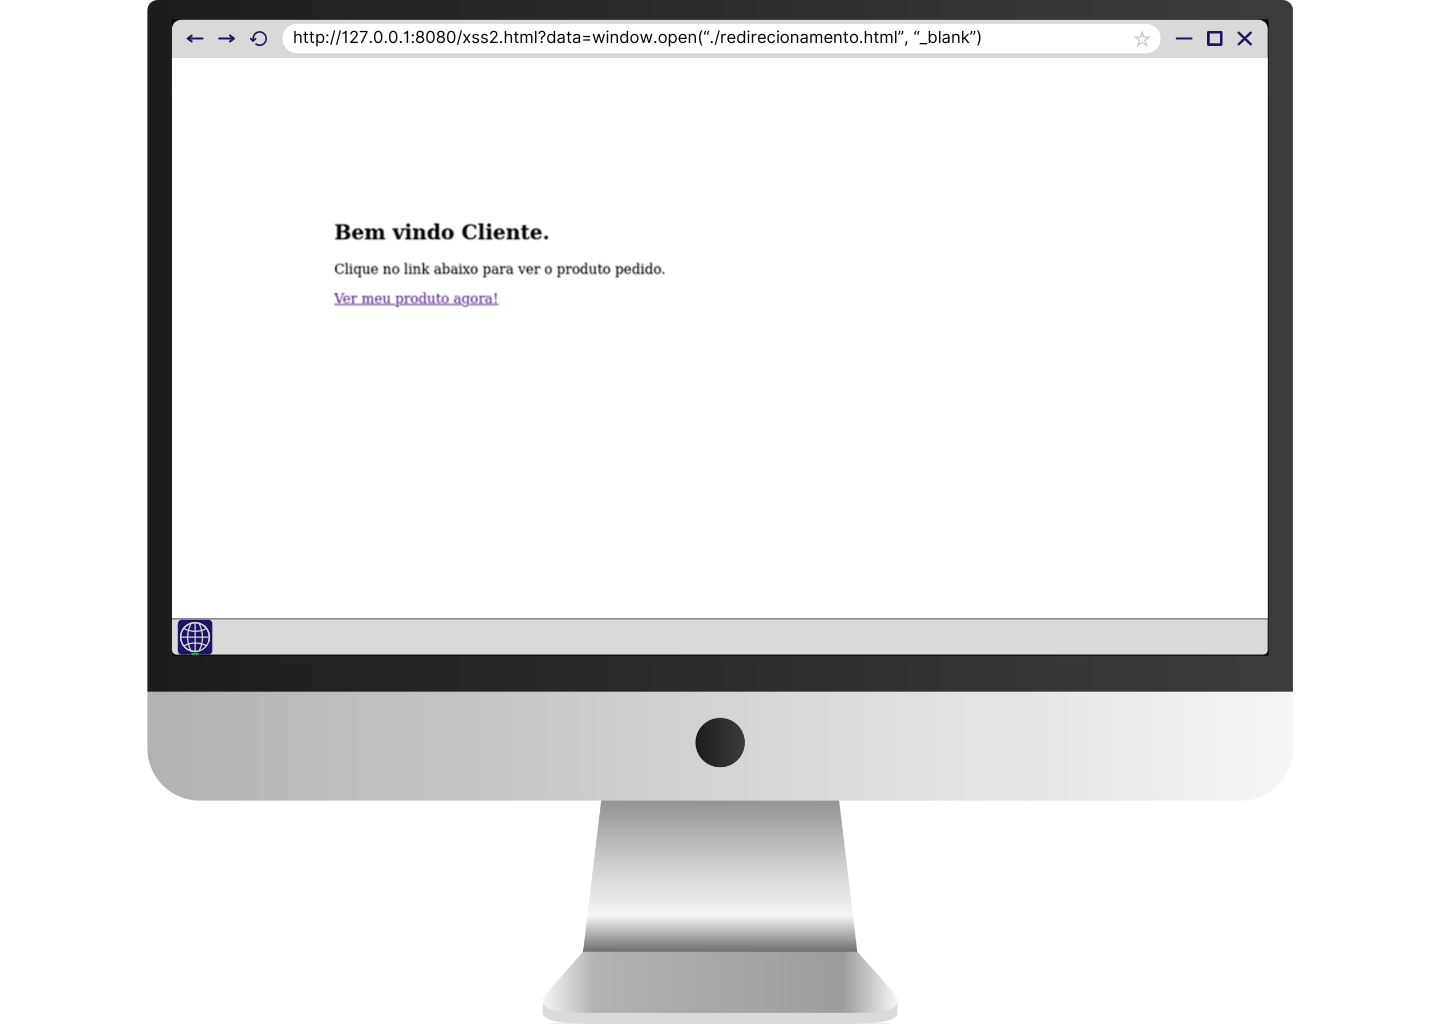 http://127.0.0.1:8080/xss2.html?data=window.open(“./redirecionamento.html”, “_blank”)
Bem vindo Cliente.
Clique no link abaixo para ver o produto pedido.
Ver meu produto agora!